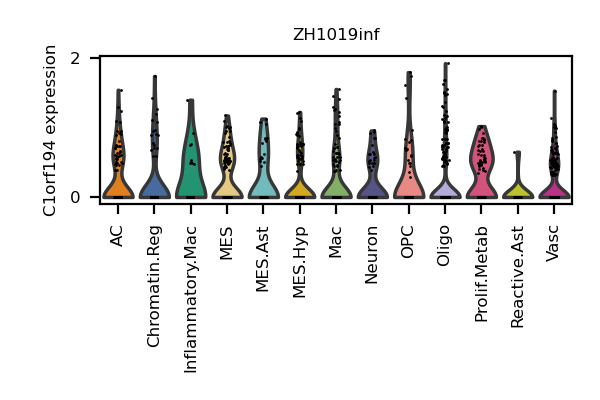 ZH1019inf
C1orf194 expression
2
0
AC
Chromatin.Reg
Inflammatory.Mac
MES
MES.Ast
MES.Hyp
Mac
Neuron
OPC
Oligo
Prolif.Metab
Reactive.Ast
Vasc